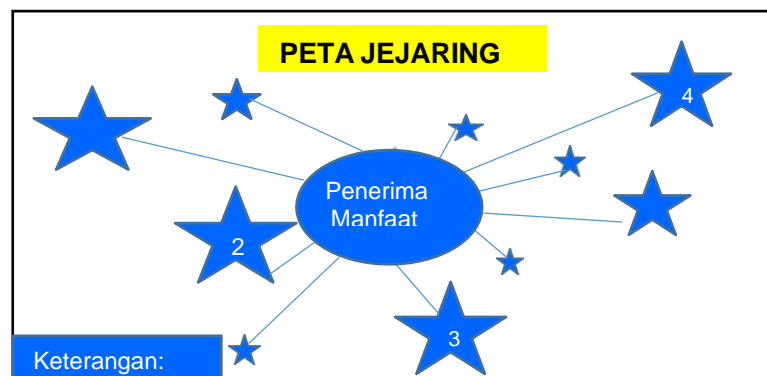 PETA JEJARING
4
Penerima
Manfaat
2
3
Keterangan: